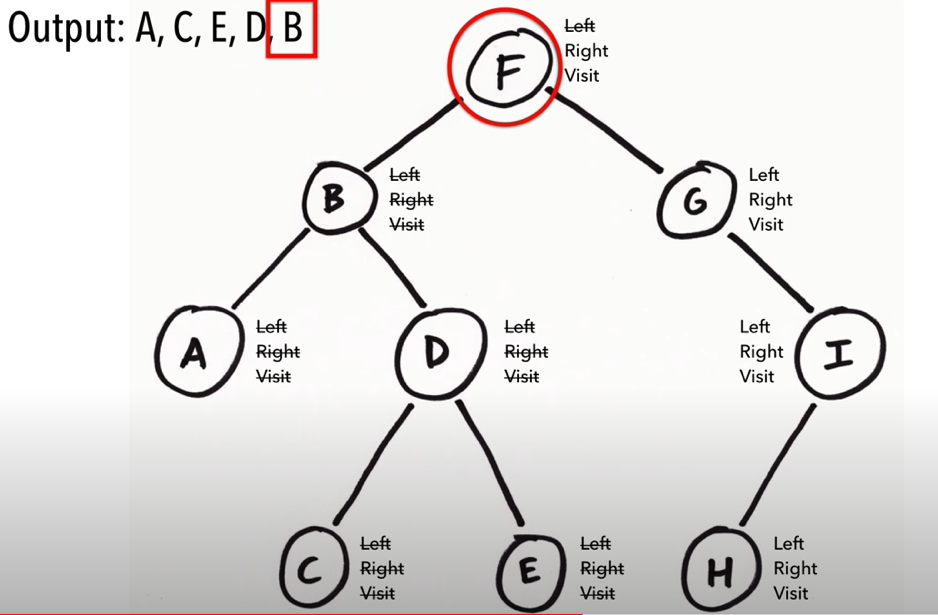 Output: A, C, E, D, B
F
Left
Right
Visit
B
Left
Right
Visit
G
Left
Right
Visit
A
Left
Right
Visit
D
Left
Right
Visit
Left
Right
Visit
I
C
Left
Right
Visit
E
Left
Right
Visit
H
Left
Right
Visit